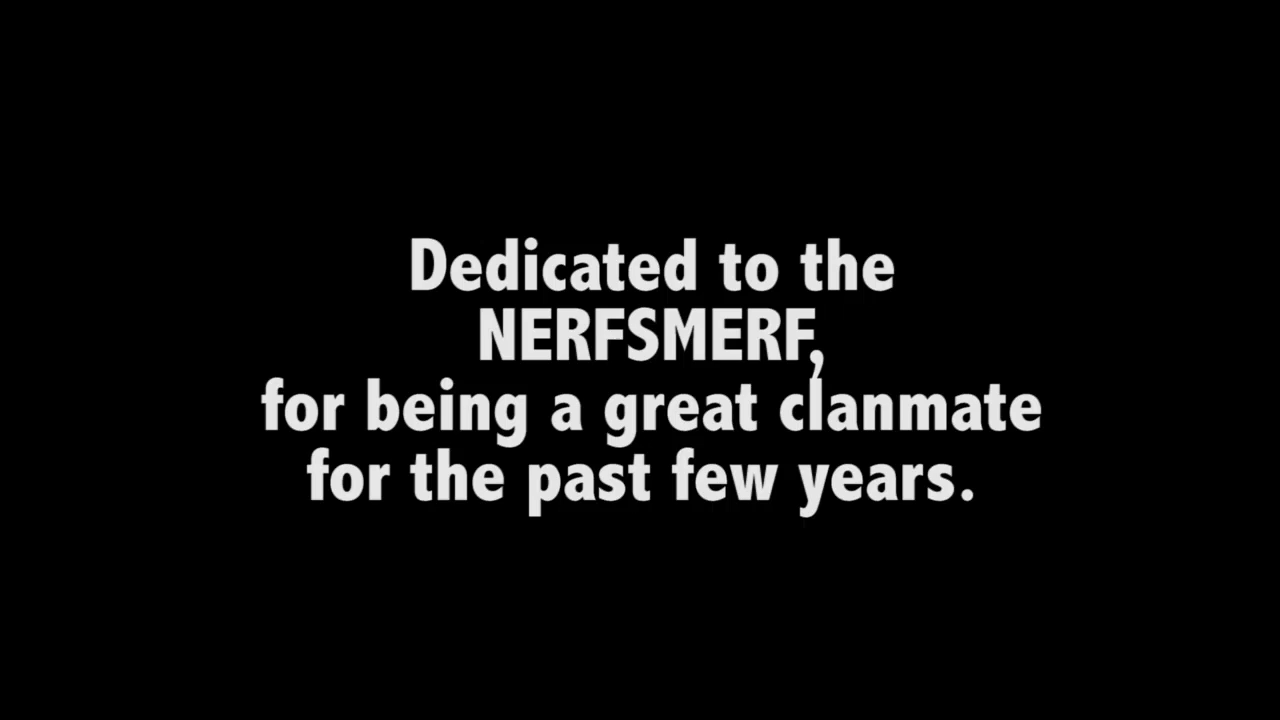 Dedicated to the
NERFSMERF,
for being a great clanmate
for the past few years.